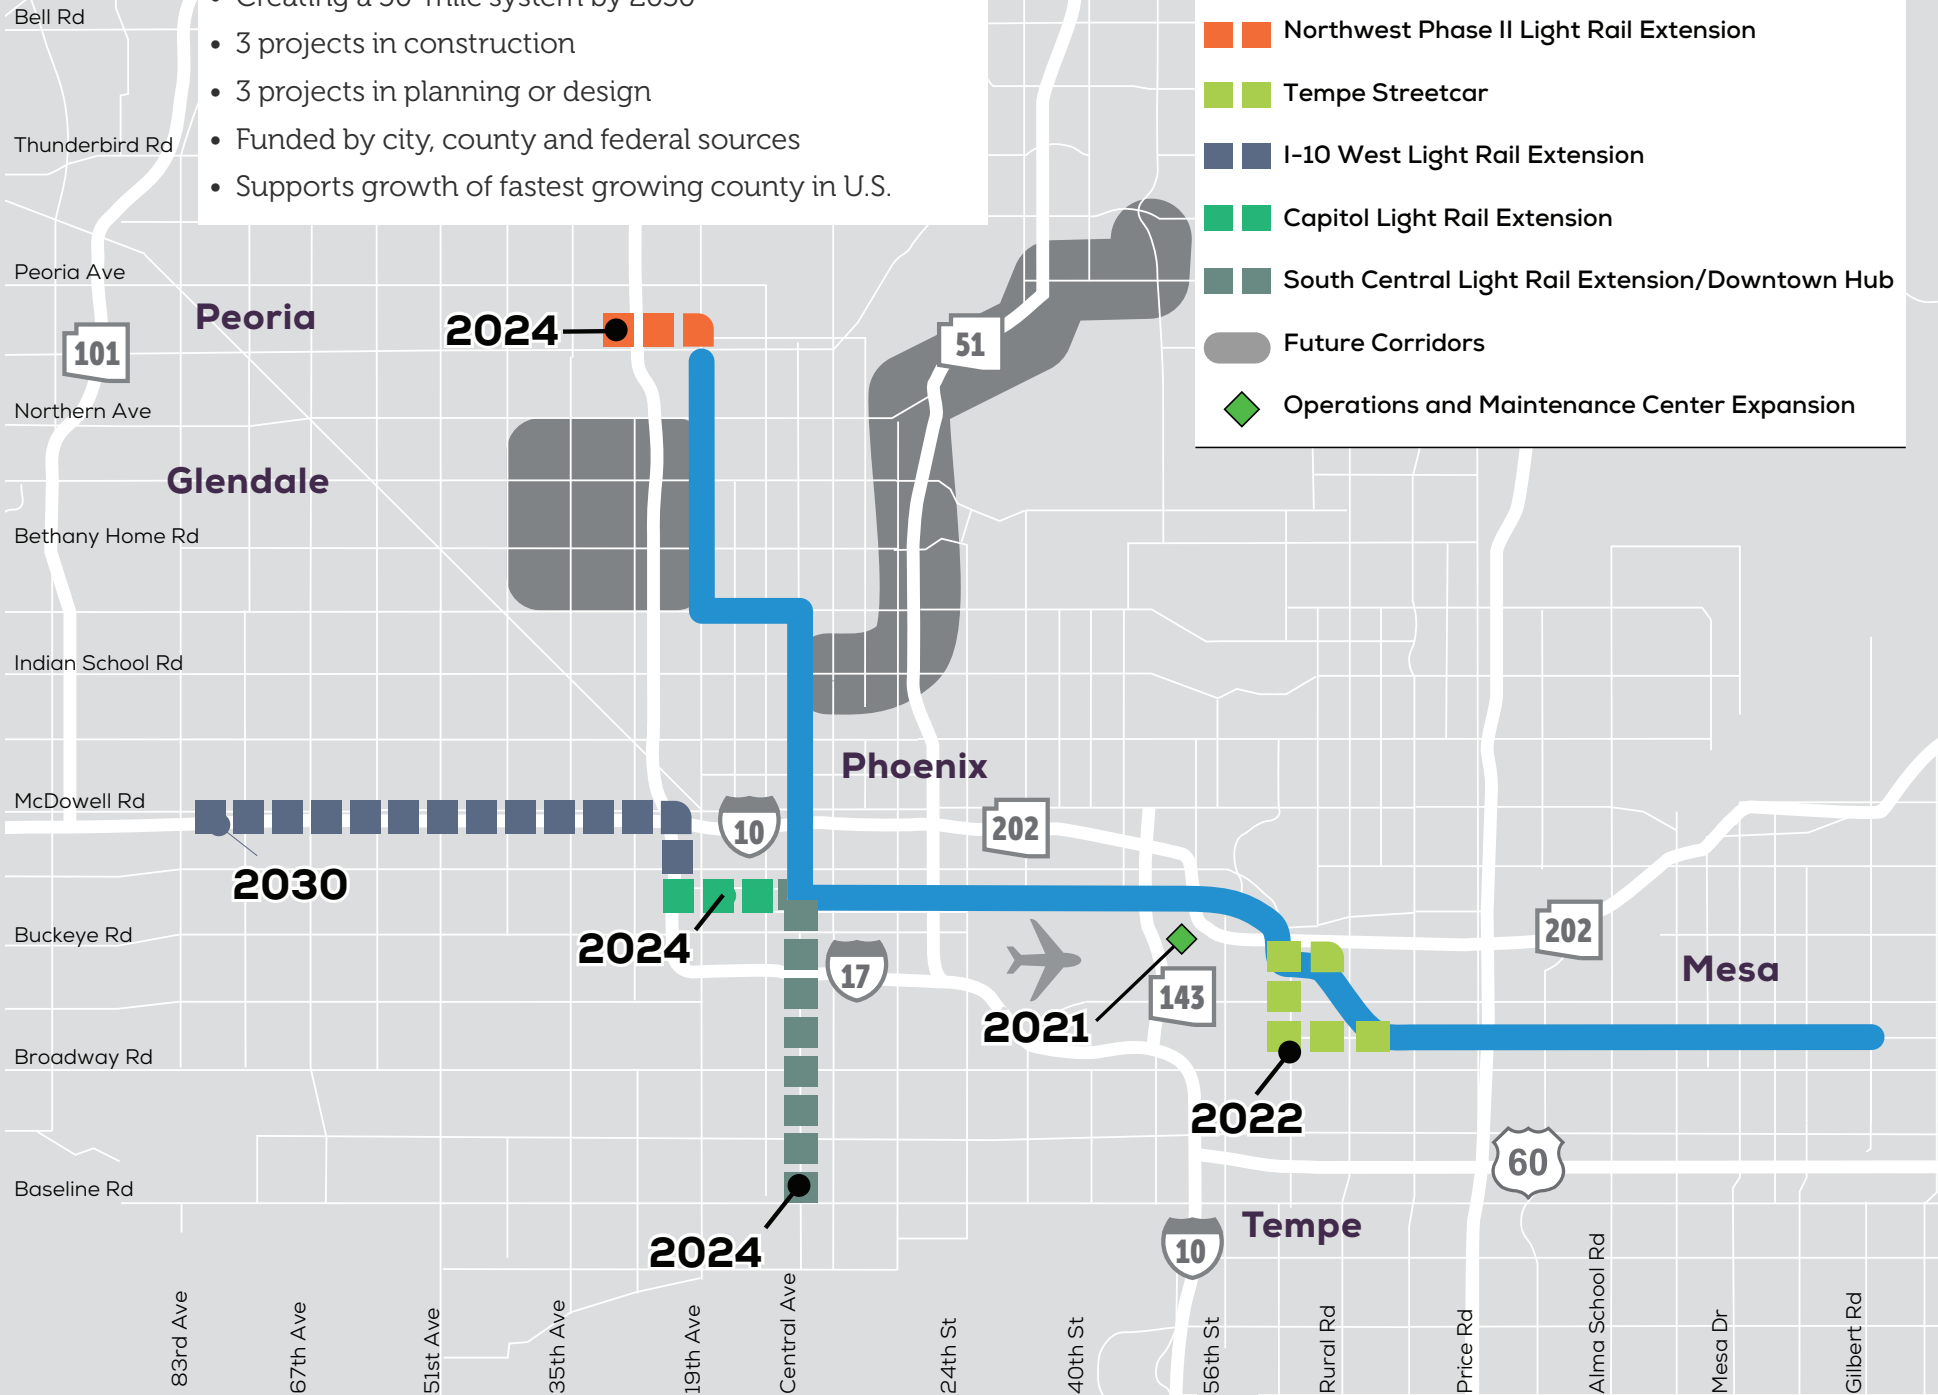 Bell Rd
• Creating a 50-mile system by 2030
• 3 projects in construction
• 3 projects in planning or design
• Funded by city, county and federal sources
• Supports growth of fastest growing county in U.S.
Northwest Phase II Light Rail Extension
Tempe Streetcar
I-10 West Light Rail Extension
Capitol Light Rail Extension
South Central Light Rail Extension/Downtown Hub
Future Corridors
Operations and Maintenance Center Expansion
Thunderbird Rd
Peoria Ave
Peoria
2024
101
51
Northern Ave
Glendale
Bethany Home Rd
Indian School Rd
Phoenix
McDowell Rd
10
202
2030
2024
Buckeye Rd
17
202
Mesa
143
2021
Broadway Rd
2022
60
Baseline Rd
2024
Tempe
10
83rd Ave
67th Ave
51st Ave
35th Ave
19th Ave
Central Ave
24th St
40th St
56th St
Rural Rd
Price Rd
Alma School Rd
Mesa Dr
Gilbert Rd